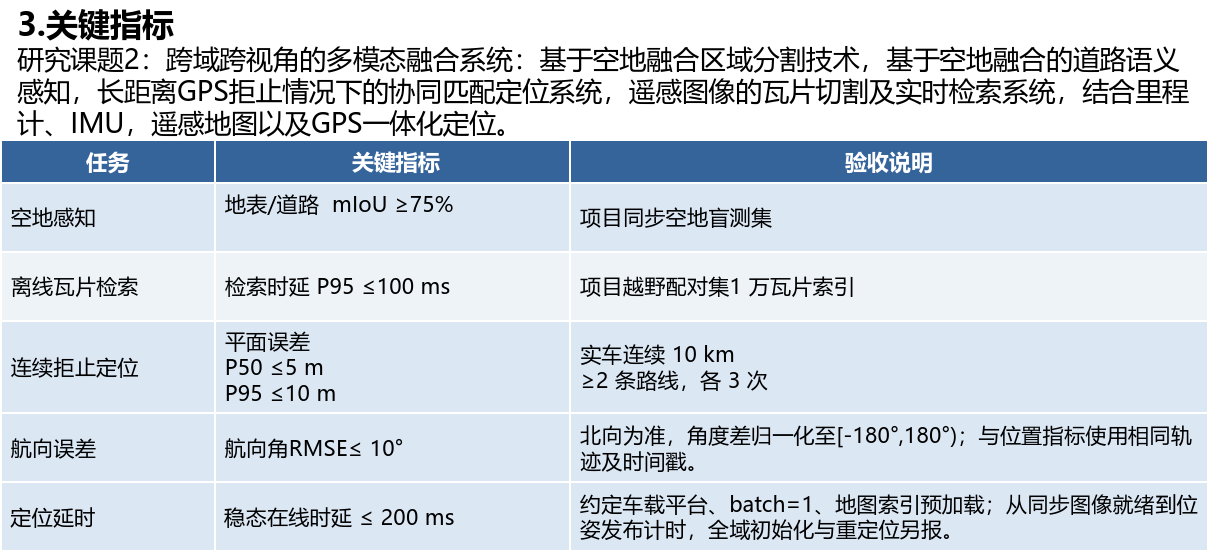 3.关键指标
研究课题2：跨域跨视角的多模态融合系统：基于空地融合区域分割技术，基于空地融合的道路语义
感知，长距离GPS拒止情况下的协同匹配定位系统，遥感图像的瓦片切割及实时检索系统，结合里程
计、IMU，遥感地图以及GPS一体化定位。
任务 关键指标 验收说明
空地感知 地表/道路 mIoU ≥75% 项目同步空地盲测集
离线瓦片检索 检索时延 P95 ≤100 ms 项目越野配对集1 万瓦片索引
连续拒止定位
平面误差
P50 ≤5 m
P95 ≤10 m
实车连续 10 km
≥2 条路线，各 3 次
航向误差 航向角RMSE≤ 10°
北向为准，角度差归一化至[-180°,180°)；与位置指标使用相同轨
迹及时间戳。
定位延时 稳态在线时延 ≤ 200 ms
约定车载平台、batch=1、地图索引预加载；从同步图像就绪到位
姿发布计时，全域初始化与重定位另报。